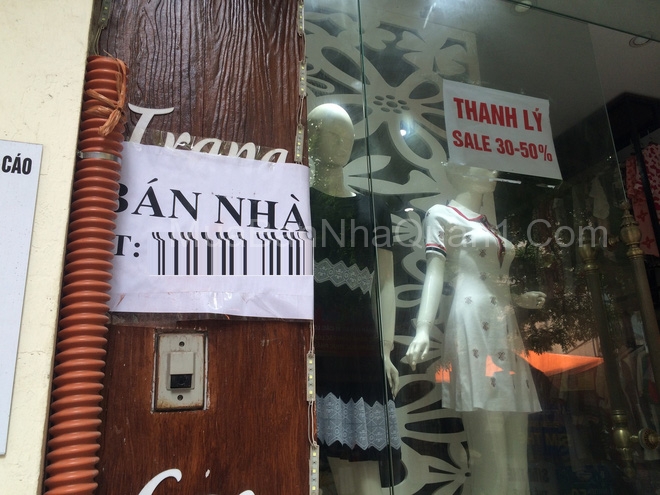 CÁO
Trang
BÁN NHÀ
T:
THANH LÝ
SALE 30-50%